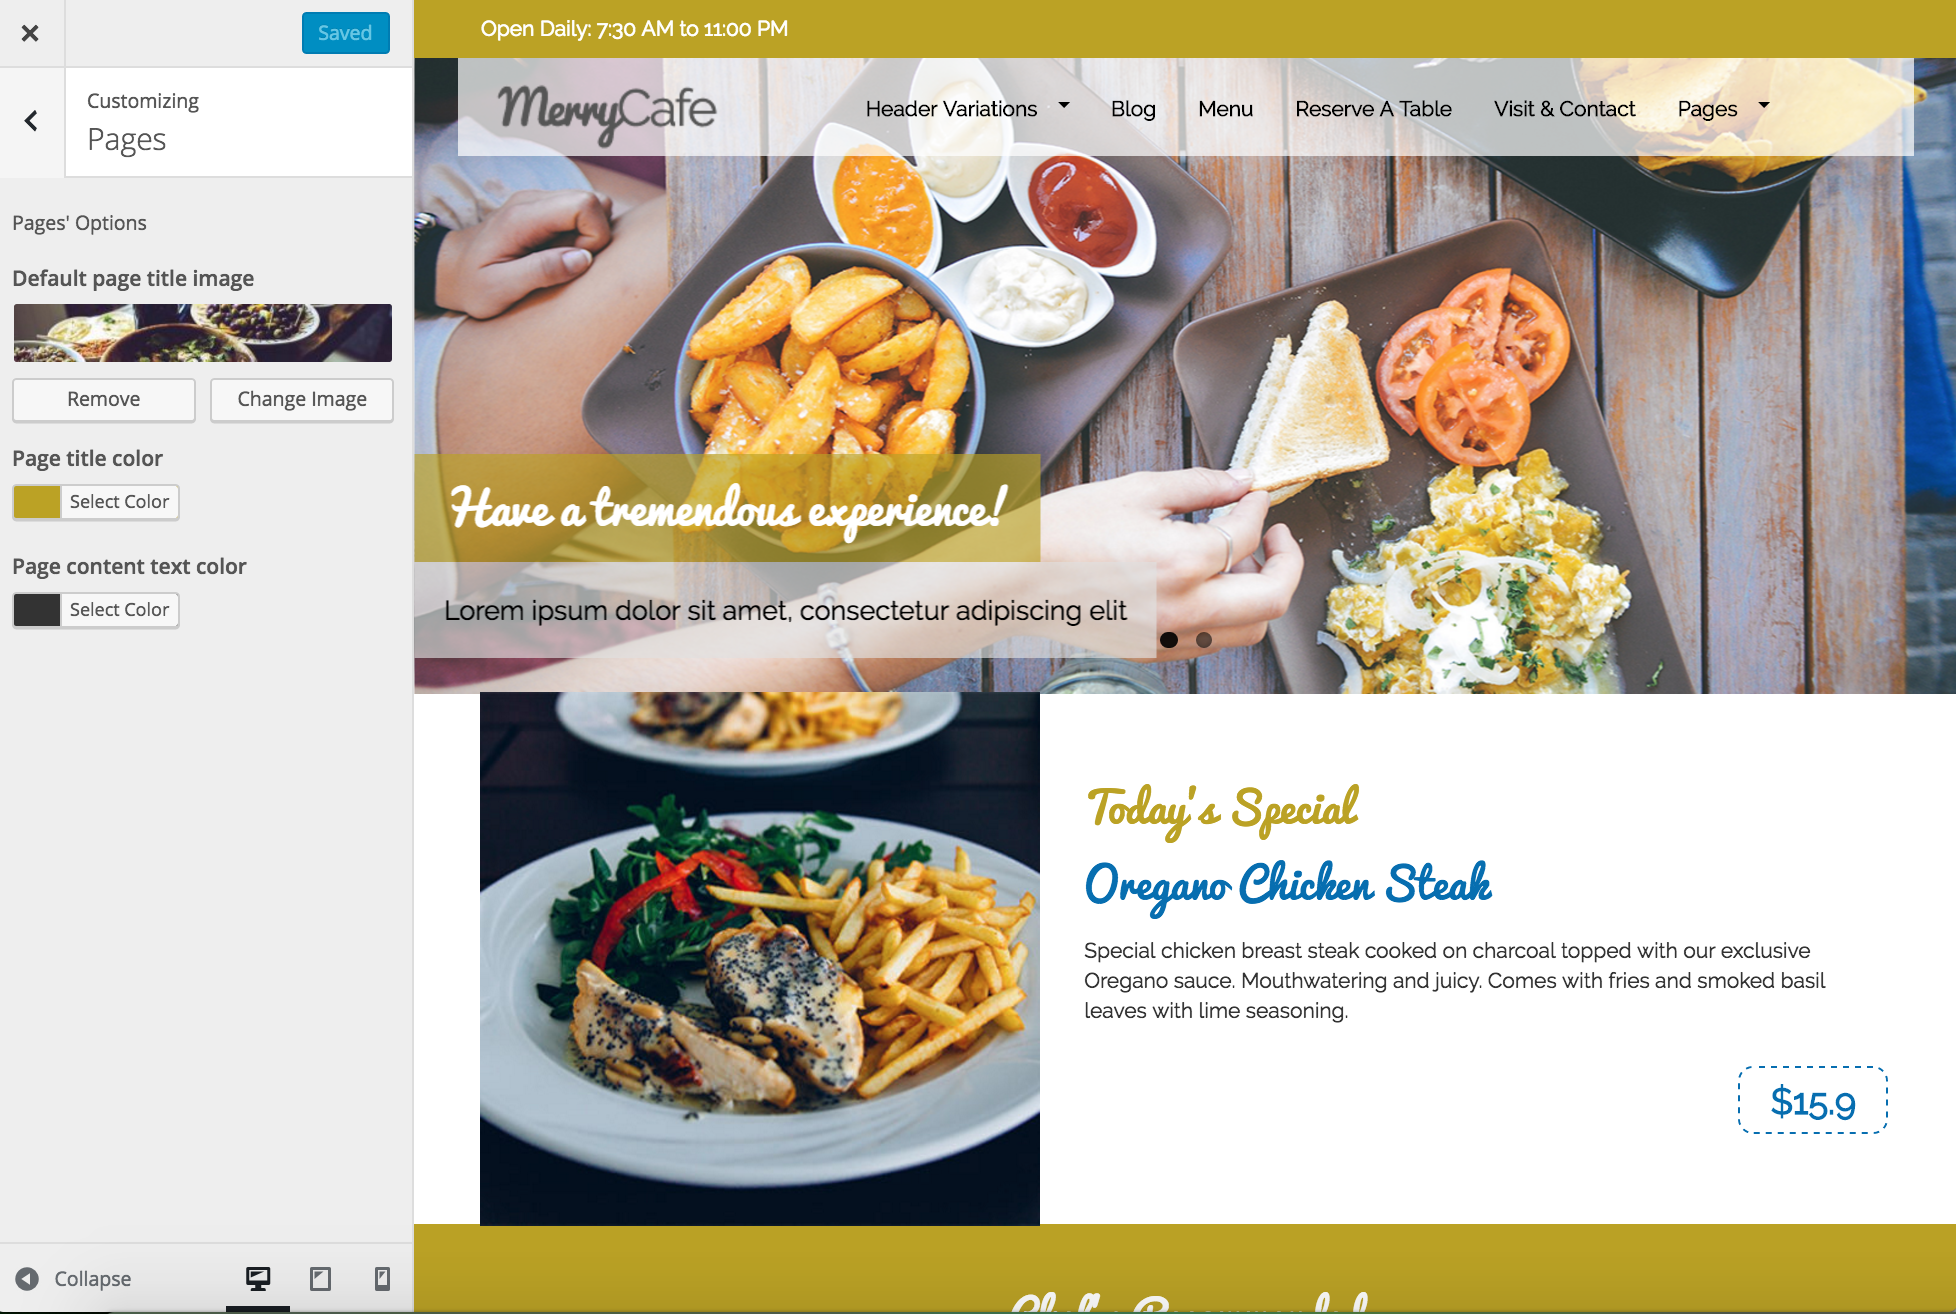 Saved
Customizing
Pages
Pages' Options
Default page title image
Remove
Change Image
Page title color
Select Color
Page content text color
Select Color
Collapse
Open Daily: 7:30 AM to 11:00 PM
MerryCafe
Header Variations
Blog
Menu
Reserve A Table
Visit & Contact
Pages
Have a tremendous experience!
Lorem ipsum dolor sit amet, consectetur adipiscing elit
Today's Special
Oregano Chicken Steak
Special chicken breast steak cooked on charcoal topped with our exclusive
Oregano sauce. Mouthwatering and juicy. Comes with fries and smoked basil
leaves with lime seasoning.
$15.9